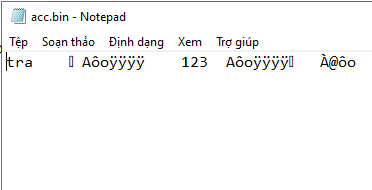 acc.bin - Notepad
Tệp Soạn thảo Định dạng Xem Trợ giúp
tra  Aôoÿÿÿÿ 123 Aôoÿÿÿÿ À@ôo